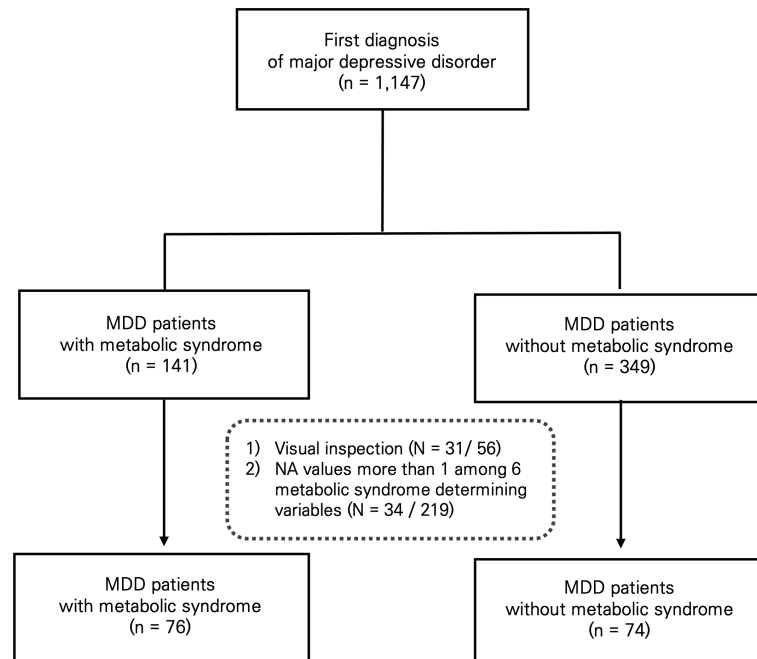 First diagnosis
of major depressive disorder
(n = 1,147)
MDD patients
with metabolic syndrome
(n = 141)
MDD patients
without metabolic syndrome
(n = 349)
1) Visual inspection (N = 31/ 56)
2) NA values more than 1 among 6
metabolic syndrome determining
variables (N = 34 / 219)
MDD patients
with metabolic syndrome
(n = 76)
MDD patients
without metabolic syndrome
(n = 74)